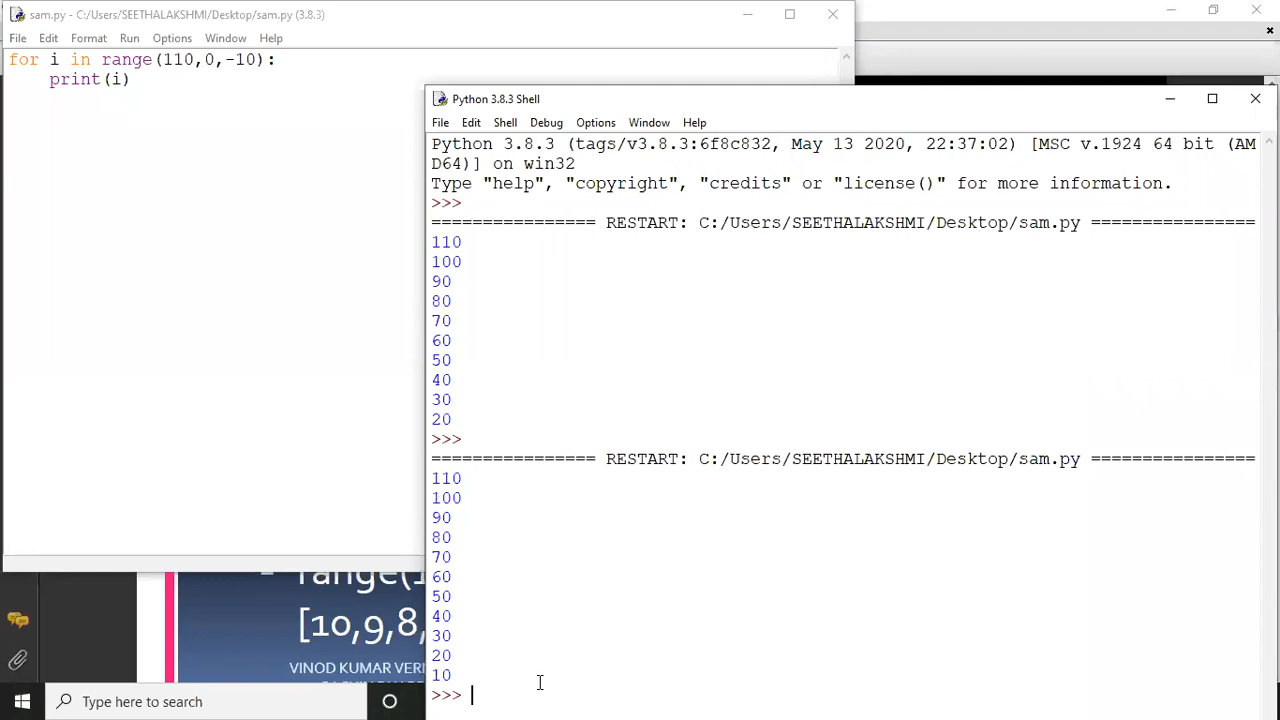 sam.py - C:/Users/SEETHALAKSHMI/Desktop/sam.py (3.8.3)
File Edit Format Run Options Window Help
for i in range(110,0,-10):
    print(i)
Python 3.8.3 Shell
File Edit Shell Debug Options Window Help
Python 3.8.3 (tags/v3.8.3:6f8c832, May 13 2020, 22:37:02) [MSC v.1924 64 bit (AM
D64)] on win32
Type "help", "copyright", "credits" or "license()" for more information.
>>>
================ RESTART: C:/Users/SEETHALAKSHMI/Desktop/sam.py ================
110
100
90
80
70
60
50
40
30
20
>>>
================ RESTART: C:/Users/SEETHALAKSHMI/Desktop/sam.py ================
110
100
90
80
70
60
50
40
30
20
10
>>>
[10,9,8,
VINOD KUMAR VERI
Type here to search